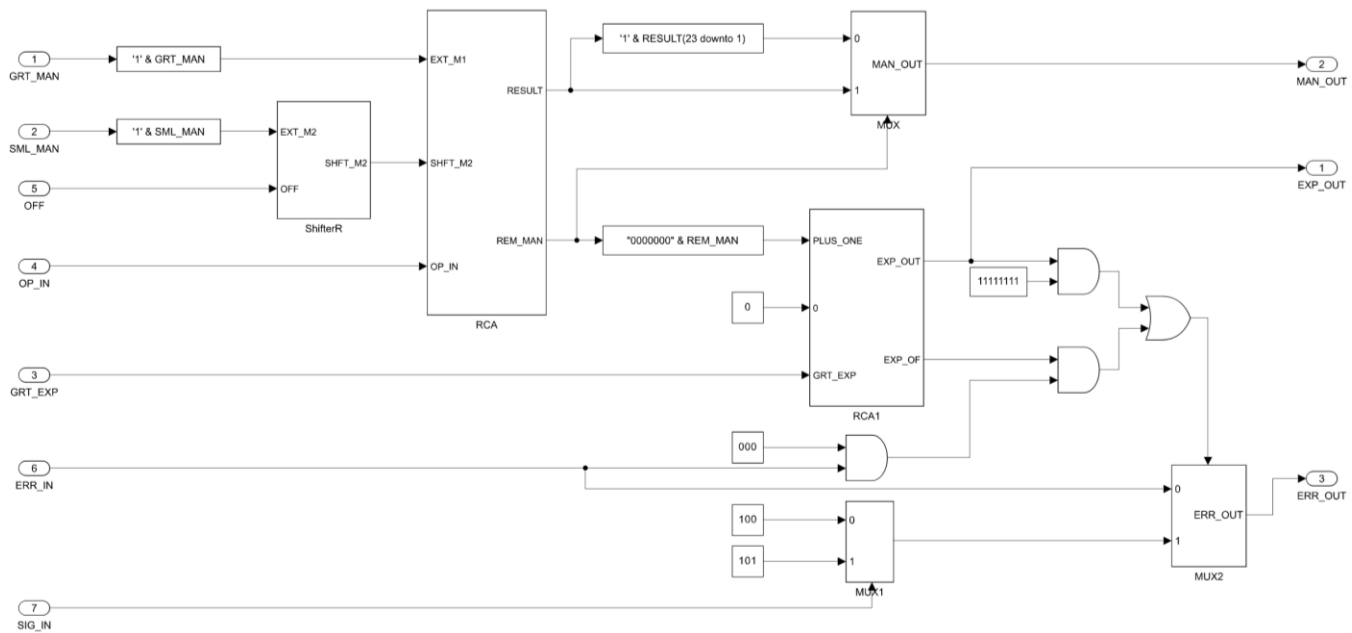 1
GRT_MAN
'1' & GRT_MAN
2
SML_MAN
'1' & SML_MAN
5
OFF
4
OP_IN
3
GRT_EXP
6
ERR_IN
7
SIG_IN
EXT_M2
OFF
SHFT_M2
ShifterR
EXT_M1
SHFT_M2
OP_IN
RESULT
REM_MAN
RCA
'1' & RESULT(23 downto 1)
0
1
MAN_OUT
MUX
"0000000" & REM_MAN
0
PLUS_ONE
0
GRT_EXP
EXP_OUT
EXP_OF
RCA1
11111111
000
100
101
0
1
MUX1
0
1
ERR_OUT
MUX2
2
MAN_OUT
1
EXP_OUT
3
ERR_OUT